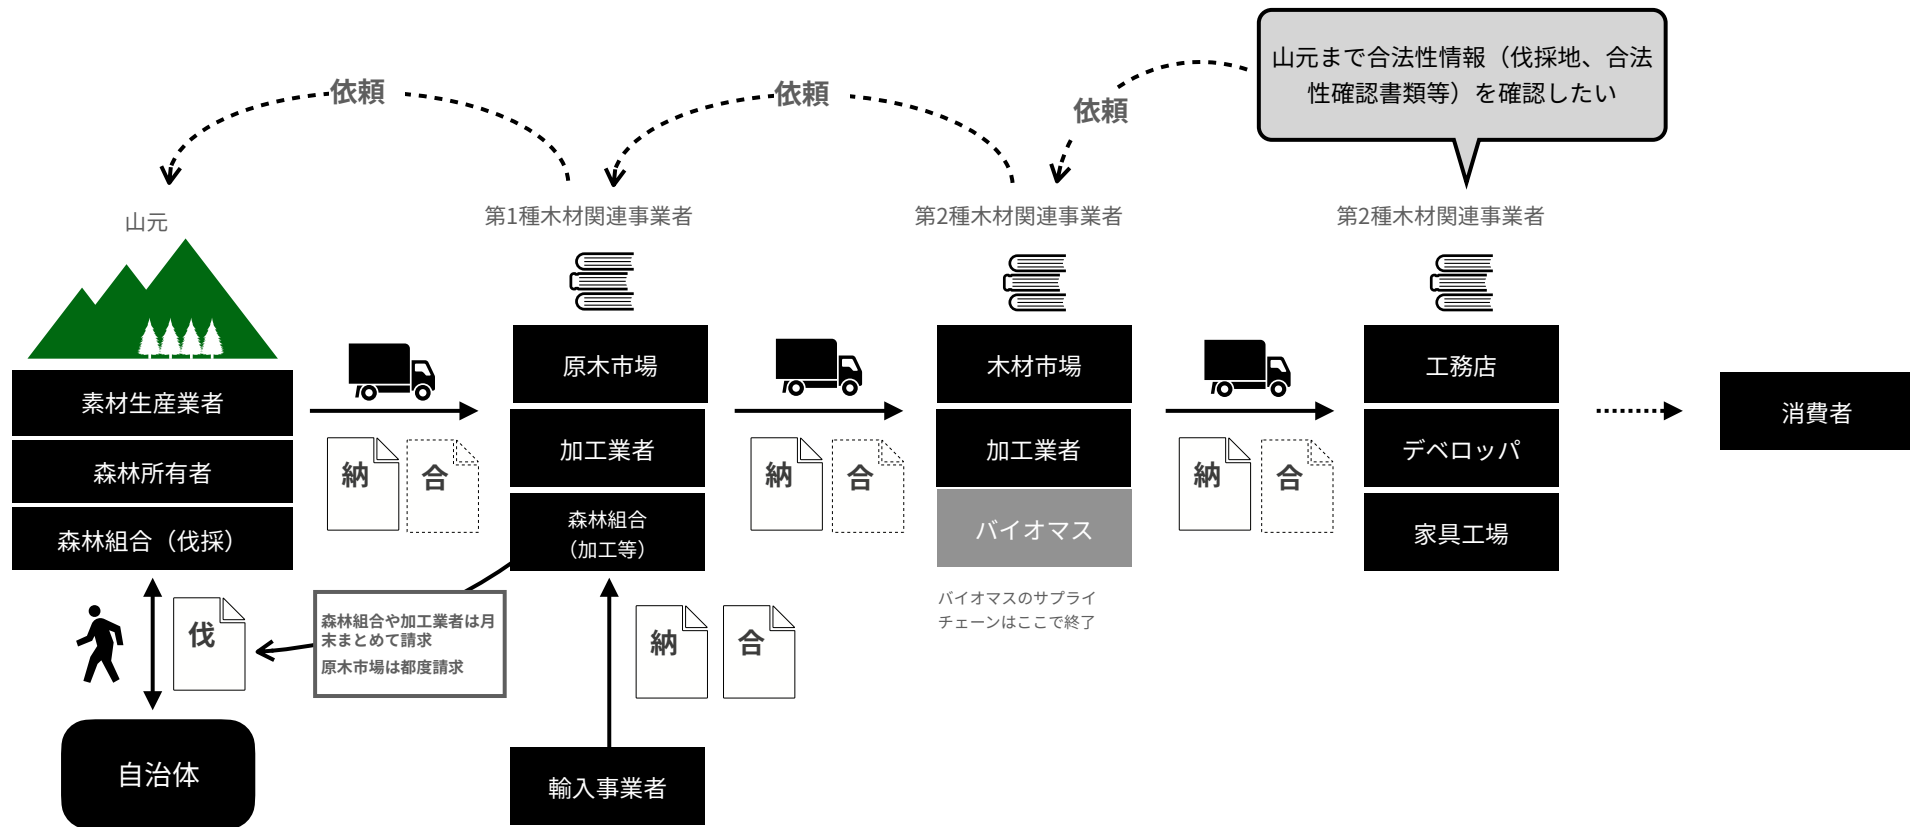 山元まで合法性情報（伐採地、合法
性確認書類等）を確認したい
依頼
依頼
依頼
山元
第1種木材関連事業者
第2種木材関連事業者
第2種木材関連事業者
素材生産業者
森林所有者
森林組合（伐採）
納
合
原木市場
加工業者
森林組合
（加工等）
納
合
木材市場
加工業者
バイオマス
バイオマスのサプライ
チェーンはここで終了
納
合
工務店
デベロッパ
家具工場
消費者
伐
森林組合や加工業者は月
末まとめて請求
原木市場は都度請求
納
合
自治体
輸入事業者